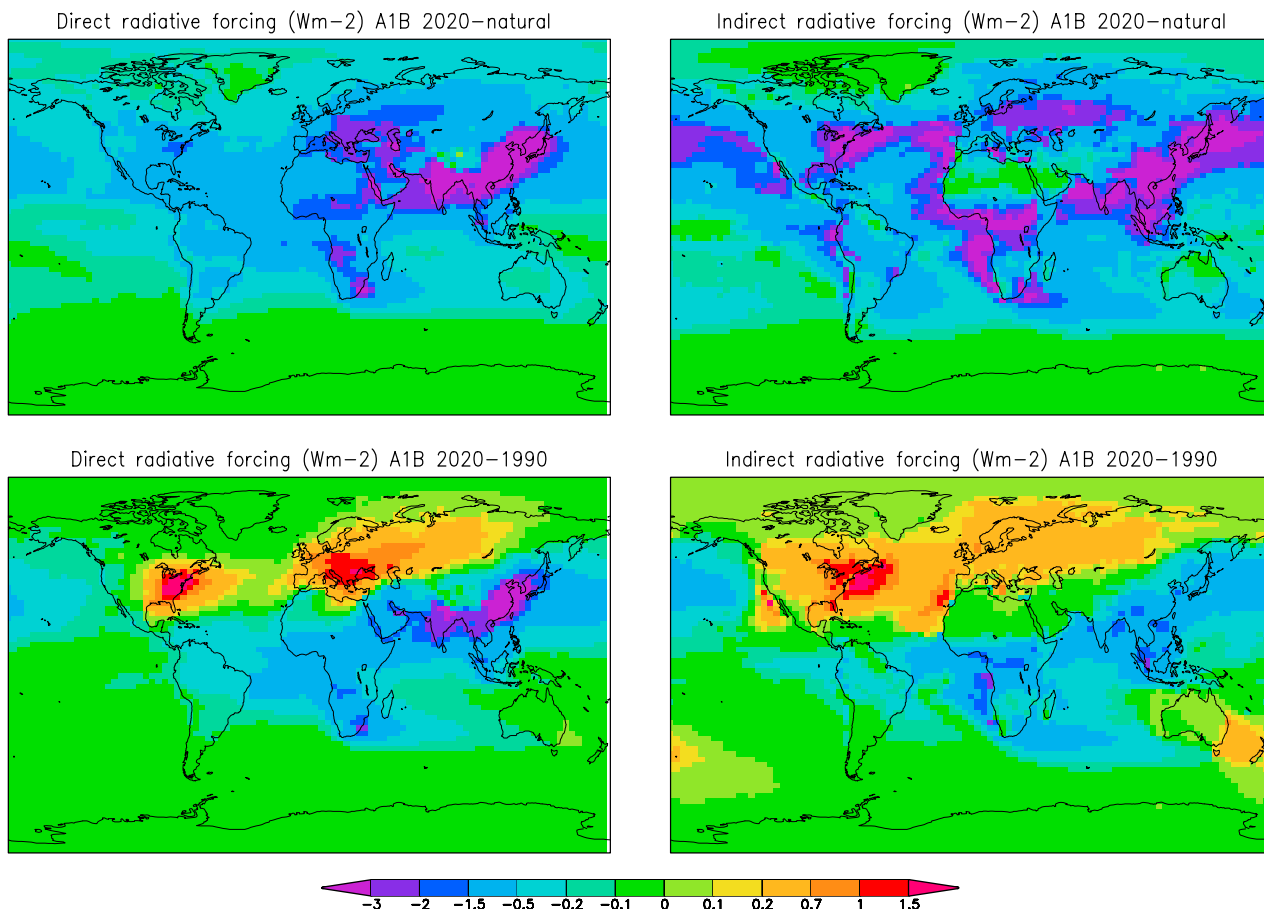 Direct radiative forcing (Wm−2) A1B 2020−natural
Indirect radiative forcing (Wm−2) A1B 2020−natural
Direct radiative forcing (Wm−2) A1B 2020−1990
Indirect radiative forcing (Wm−2) A1B 2020−1990
−3 −2 −1.5 −0.5 −0.2 −0.1 0 0.1 0.2 0.7 1 1.5